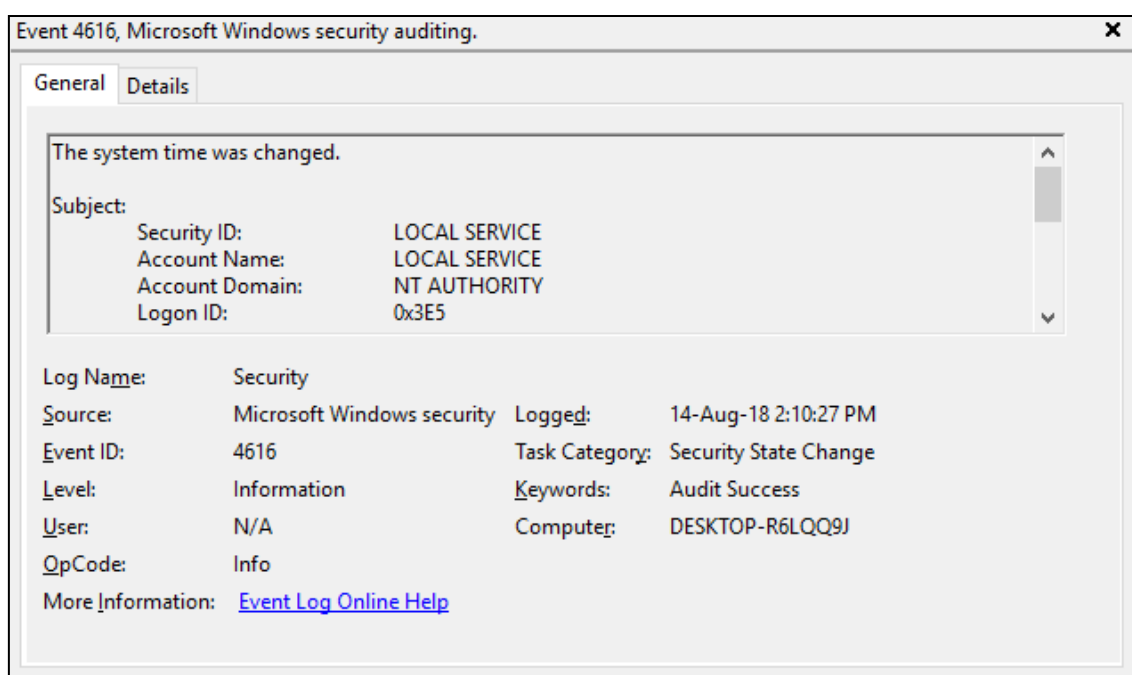 Event 4616, Microsoft Windows security auditing.
General Details
The system time was changed.
Subject:
Security ID: LOCAL SERVICE
Account Name: LOCAL SERVICE
Account Domain: NT AUTHORITY
Logon ID: 0x3E5
Log Name: Security
Source: Microsoft Windows security Logged: 14-Aug-18 2:10:27 PM
Event ID: 4616 Task Category: Security State Change
Level: Information Keywords: Audit Success
User: N/A Computer: DESKTOP-R6LQQ9J
OpCode: Info
More Information: Event Log Online Help